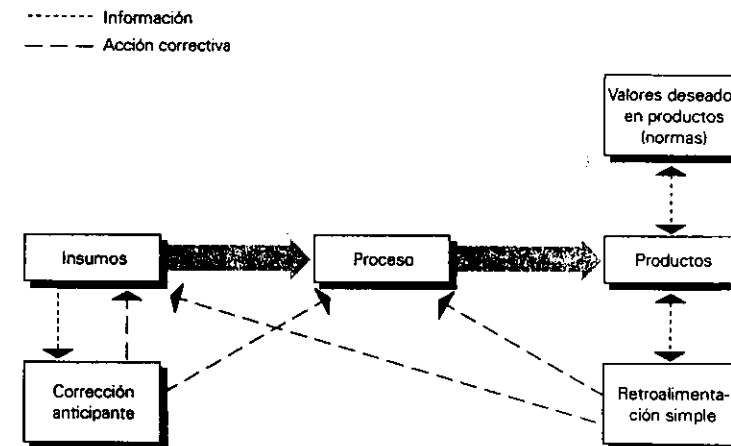 Información
Acción correctiva
Valores deseado
en productos
(normas)
Insumos
Proceso
Productos
Corrección
anticipante
Retroalimenta-
ción simple